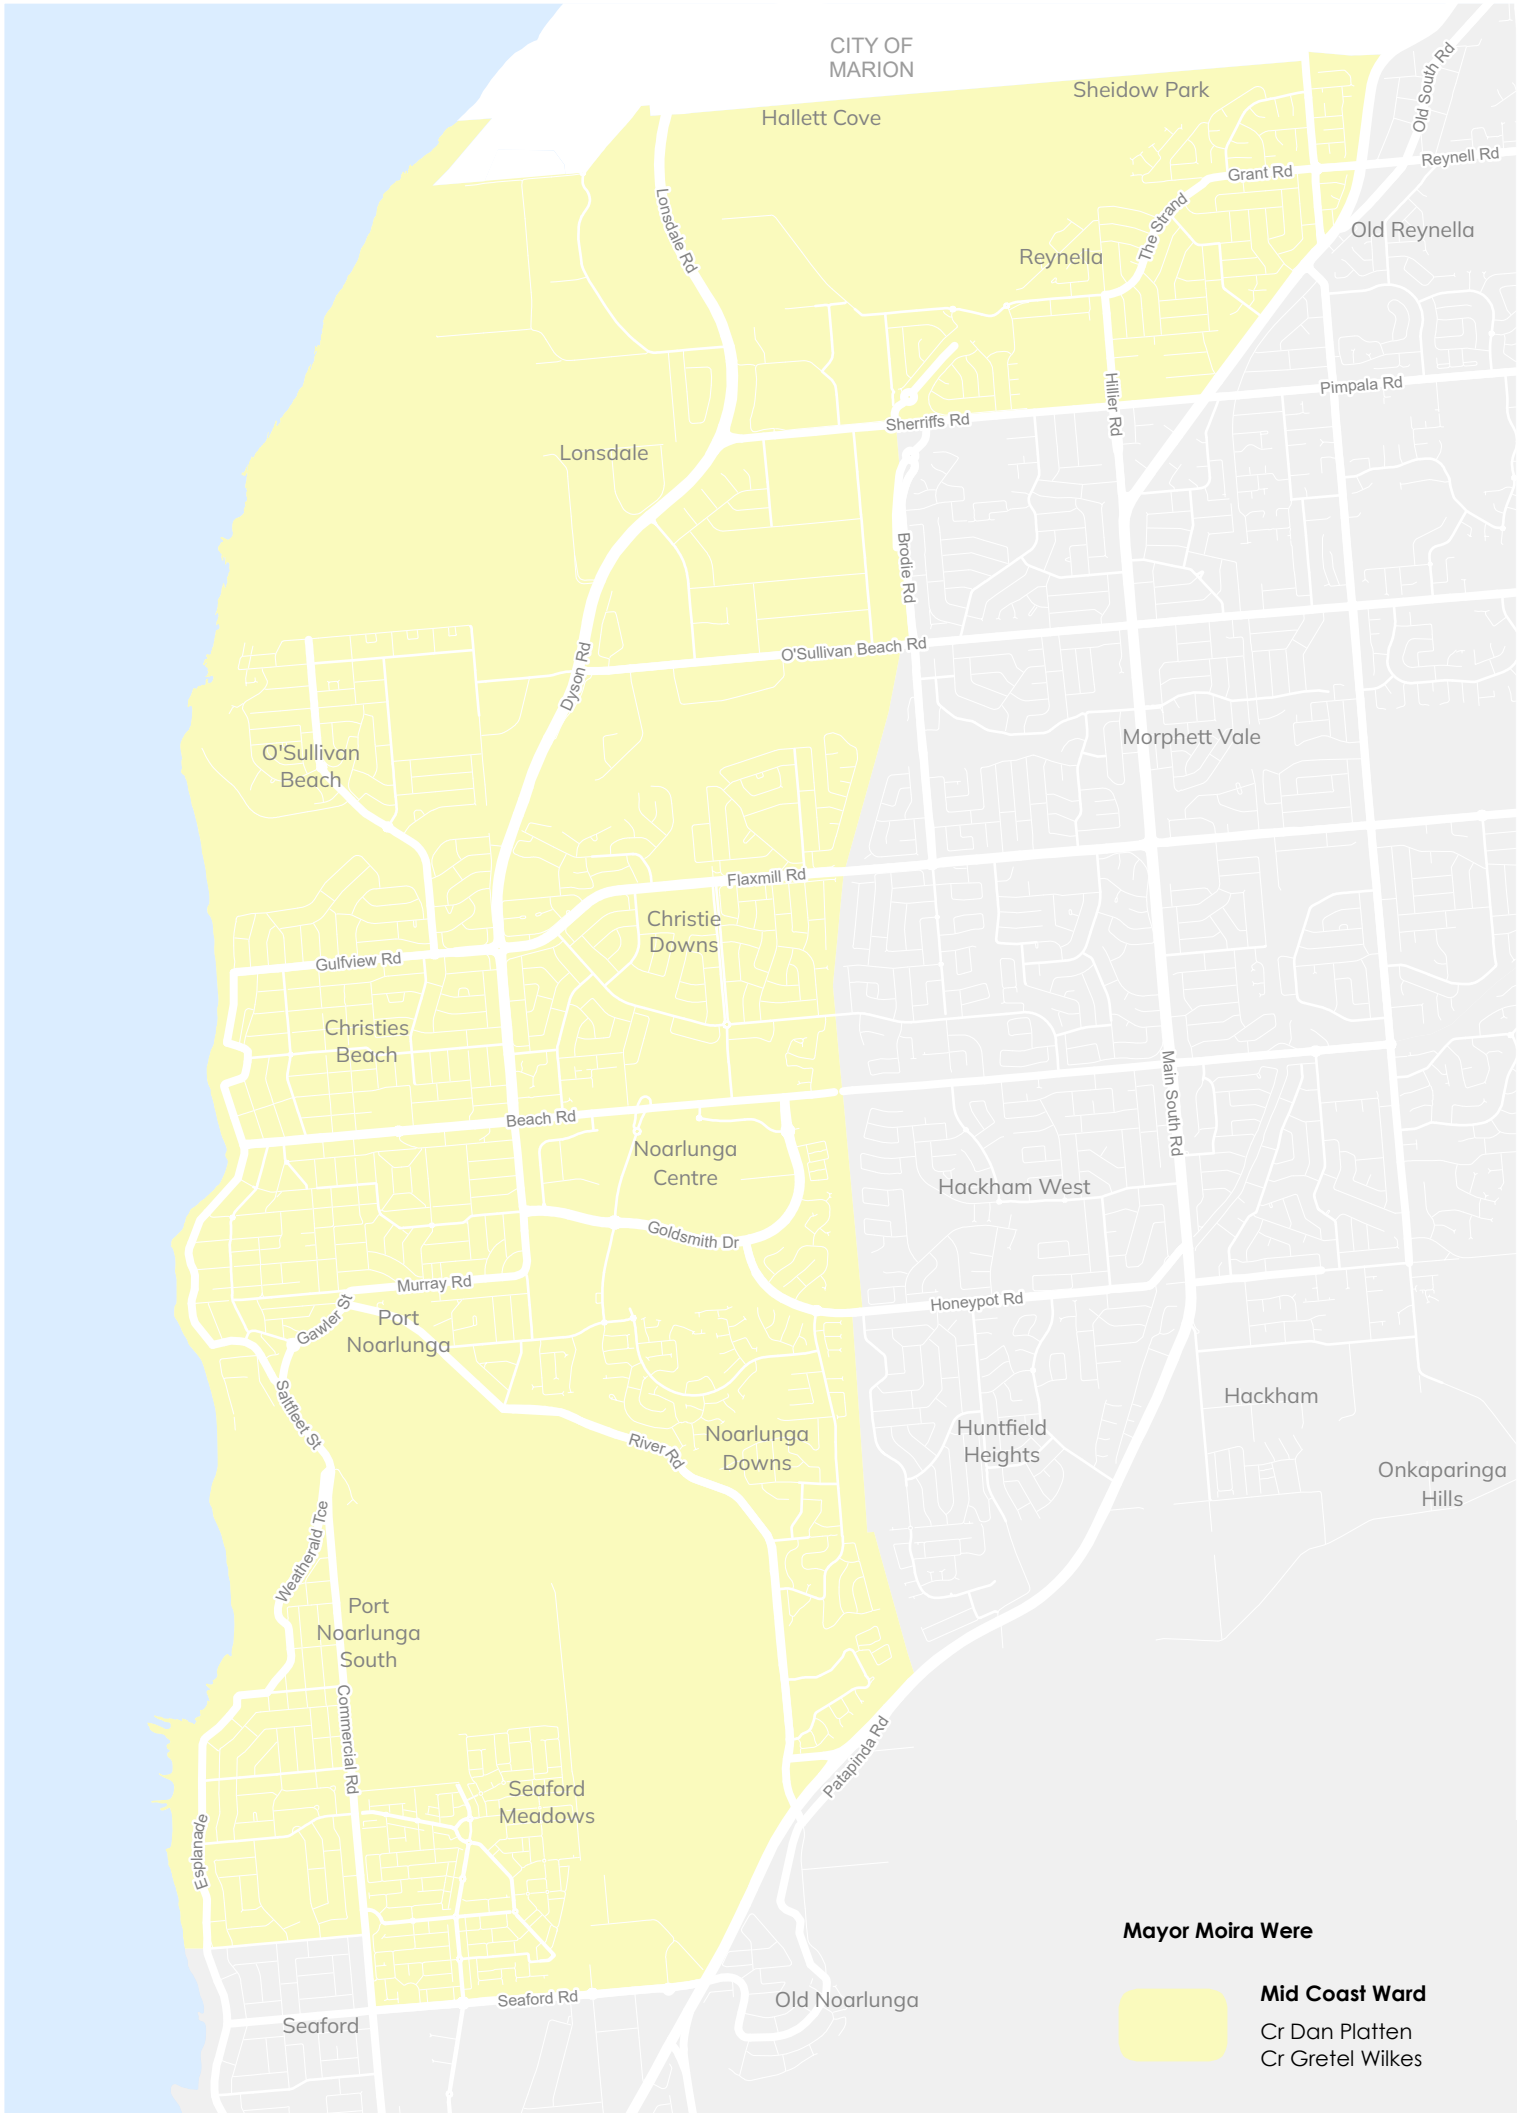 CITY OF
MARION
Old South Rd
Sheidow Park
Hallett Cove
Reynell Rd
Grant Rd
Lonsdale Rd
The Strand
Old Reynella
Reynella
Hillier Rd
Pimpala Rd
Sherriffs Rd
Lonsdale
Brodie Rd
O'Sullivan Beach Rd
Dyson Rd
Morphett Vale
O'Sullivan
Beach
Flaxmill Rd
Christie
Downs
Gulfview Rd
Christies
Beach
Main South Rd
Beach Rd
Noarlunga
Centre
Hackham West
Goldsmith Dr
Murray Rd
Honeypot Rd
Gawler St
Port
Noarlunga
Saltfleet St
Hackham
River Rd
Noarlunga
Downs
Huntfield
Heights
Onkaparinga
Hills
Weatherald Tce
Port
Noarlunga
South
Commercial Rd
Patapinda Rd
Seaford
Meadows
Esplanade
Mayor Moira Were
Mid Coast Ward
Cr Dan Platten
Cr Gretel Wilkes
Seaford Rd
Old Noarlunga
Seaford